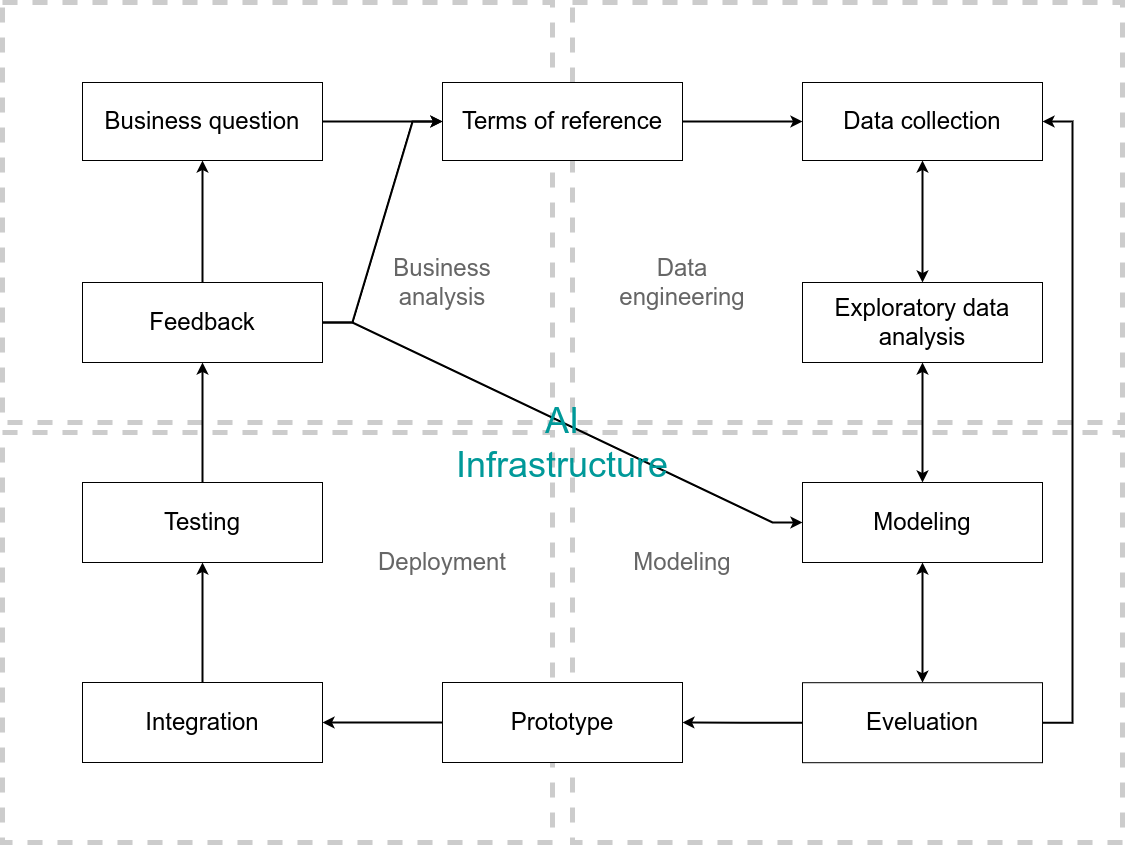 Business question
Terms of reference
Data collection
Business
analysis
Data
engineering
Feedback
Exploratory data
analysis
AI
Infrastructure
Testing
Modeling
Deployment
Modeling
Integration
Prototype
Eveluation